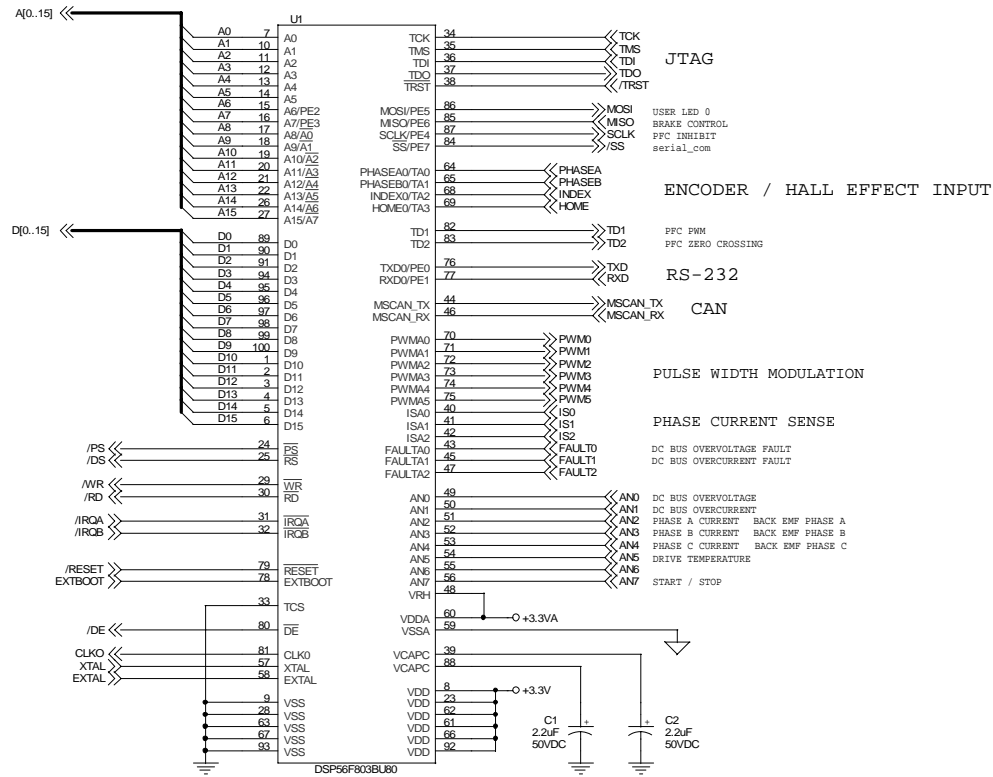 A[0..15]
U1
A0 7 A0 TCK 34 TCK
A1 10 A1 TMS 35 TMS
A2 11 A2 TDI 36 TDI JTAG
A3 12 A3 TDO 37 TDO
A4 13 A4 TRST 38 /TRST
A5 14 A5
A6 15 A6/PE2 MOSI/PE5 86 MOSI USER LED 0
A7 16 A7/PE3 MISO/PE6 85 MISO BRAKE CONTROL
A8 17 A8/A0 SCLK/PE4 87 SCLK PFC INHIBIT
A9 18 A9/A1 SS/PE7 84 /SS serial_com
A10 19 A10/A2
A11 20 A11/A3 PHASEA0/TA0 64 PHASEA
A12 21 A12/A4 PHASEB0/TA1 65 PHASEB
A13 22 A13/A5 INDEX0/TA2 68 INDEX ENCODER / HALL EFFECT INPUT
A14 26 A14/A6 HOME0/TA3 69 HOME
A15 27 A15/A7
D[0..15]
TD1 82 TD1 PFC PWM
D0 89 D0 TD2 83 TD2 PFC ZERO CROSSING
D1 90 D1
D2 91 D2 TXD0/PE0 76 TXD
D3 94 D3 RXD0/PE1 77 RXD RS-232
D4 95 D4
D5 96 D5 MSCAN_TX 44 MSCAN_TX
D6 97 D6 MSCAN_RX 46 MSCAN_RX CAN
D7 98 D7
D8 99 D8 PWMA0 70 PWM0
D9 100 D9 PWMA1 71 PWM1
D10 1 D10 PWMA2 72 PWM2
D11 2 D11 PWMA3 73 PWM3 PULSE WIDTH MODULATION
D12 3 D12 PWMA4 74 PWM4
D13 4 D13 PWMA5 75 PWM5
D14 5 D14 ISA0 40 IS0
D15 6 D15 ISA1 41 IS1 PHASE CURRENT SENSE
ISA2 42 IS2
/PS 24 PS FAULTA0 43 FAULT0 DC BUS OVERVOLTAGE FAULT
/DS 25 RS FAULTA1 45 FAULT1 DC BUS OVERCURRENT FAULT
FAULTA2 47 FAULT2
/WR 29 WR
/RD 30 RD AN0 49 AN0 DC BUS OVERVOLTAGE
AN1 50 AN1 DC BUS OVERCURRENT
/IRQA 31 IRQA AN2 51 AN2 PHASE A CURRENT BACK EMF PHASE A
/IRQB 32 IRQB AN3 52 AN3 PHASE B CURRENT BACK EMF PHASE B
AN4 53 AN4 PHASE C CURRENT BACK EMF PHASE C
AN5 54 AN5 DRIVE TEMPERATURE
/RESET 79 RESET AN6 55 AN6
EXTBOOT 78 EXTBOOT AN7 56 AN7 START / STOP
VRH 48
33 TCS
VDDA 60 +3.3VA
/DE 80 DE VSSA 59
CLKO 81 CLK0 VCAPC 39
XTAL 57 XTAL VCAPC 88
EXTAL 58 EXTAL
VDD 8 +3.3V
9 VSS VDD 23
28 VSS VDD 62
63 VSS VDD 61
67 VSS VDD 66
93 VSS VDD 92
C1 + C2 +
2.2uF 2.2uF
50VDC 50VDC
DSP56F803BU80